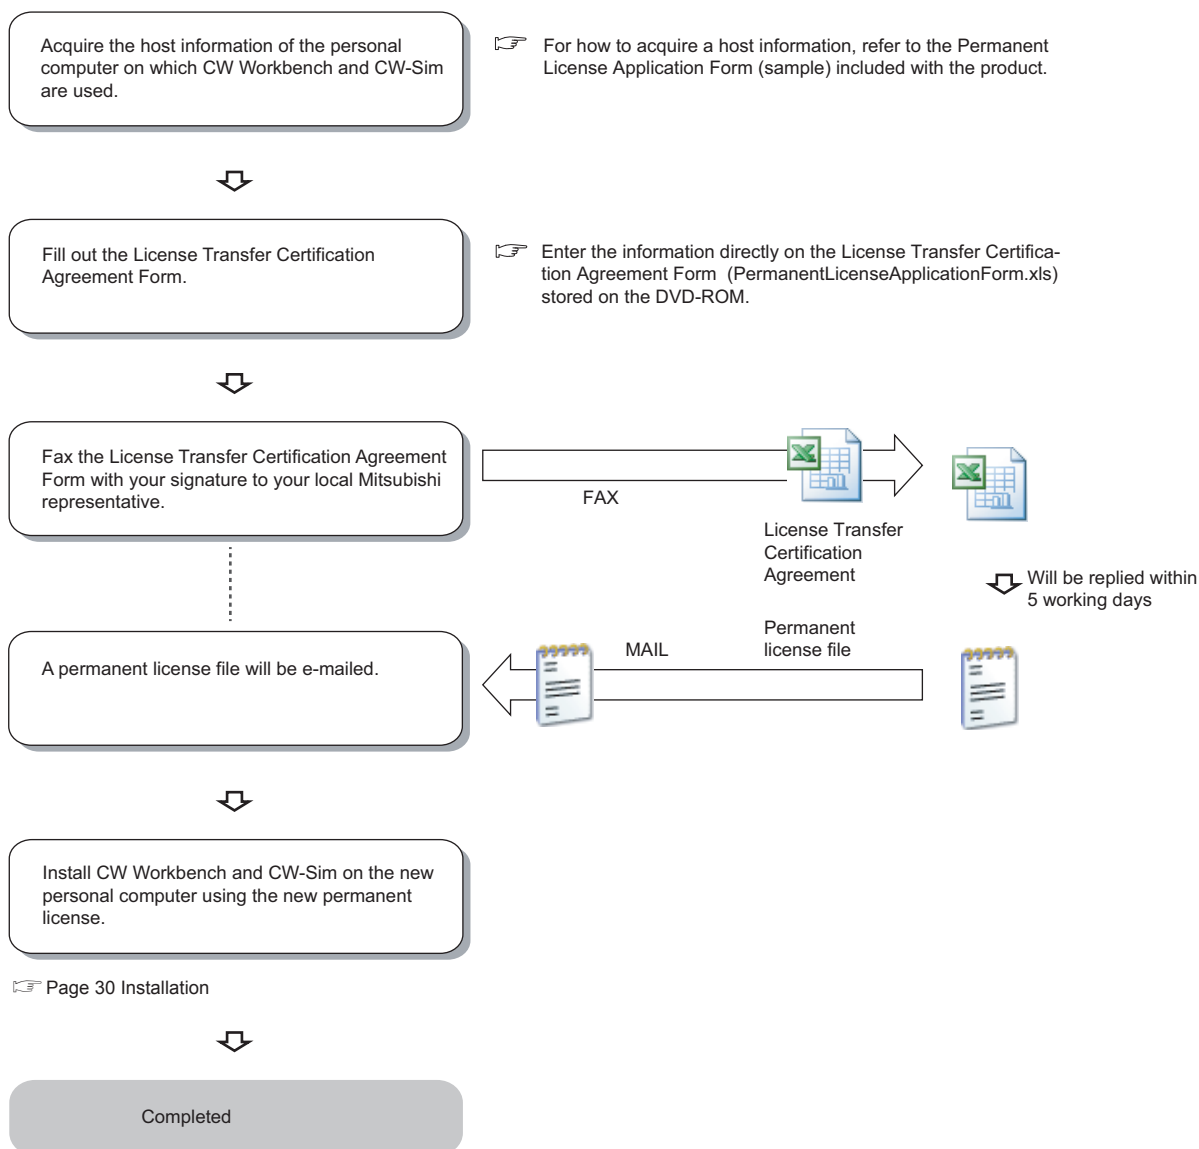 Acquire the host information of the personal
computer on which CW Workbench and CW-Sim
are used.
For how to acquire a host information, refer to the Permanent
License Application Form (sample) included with the product.
Fill out the License Transfer Certification
Agreement Form.
Enter the information directly on the License Transfer Certifica-
tion Agreement Form (PermanentLicenseApplicationForm.xls)
stored on the DVD-ROM.
Fax the License Transfer Certification Agreement
Form with your signature to your local Mitsubishi
representative.
FAX
License Transfer
Certification
Agreement
Will be replied within
5 working days
A permanent license file will be e-mailed.
MAIL
Permanent
license file
Install CW Workbench and CW-Sim on the new
personal computer using the new permanent
license.
Page 30 Installation
Completed